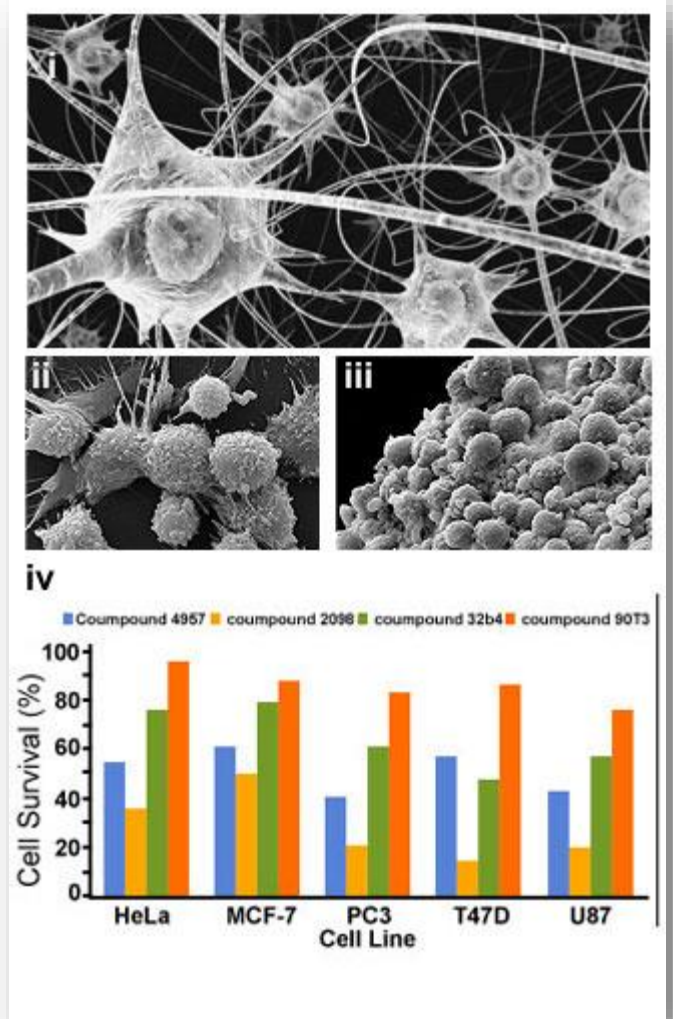 i
ii
iii
iv
Coumpound 4957 coumpound 2098 coumpound 32b4 coumpound 90T3
Cell Survival (%)
100
80
60
40
20
0
HeLa MCF-7 PC3 T47D U87
Cell Line